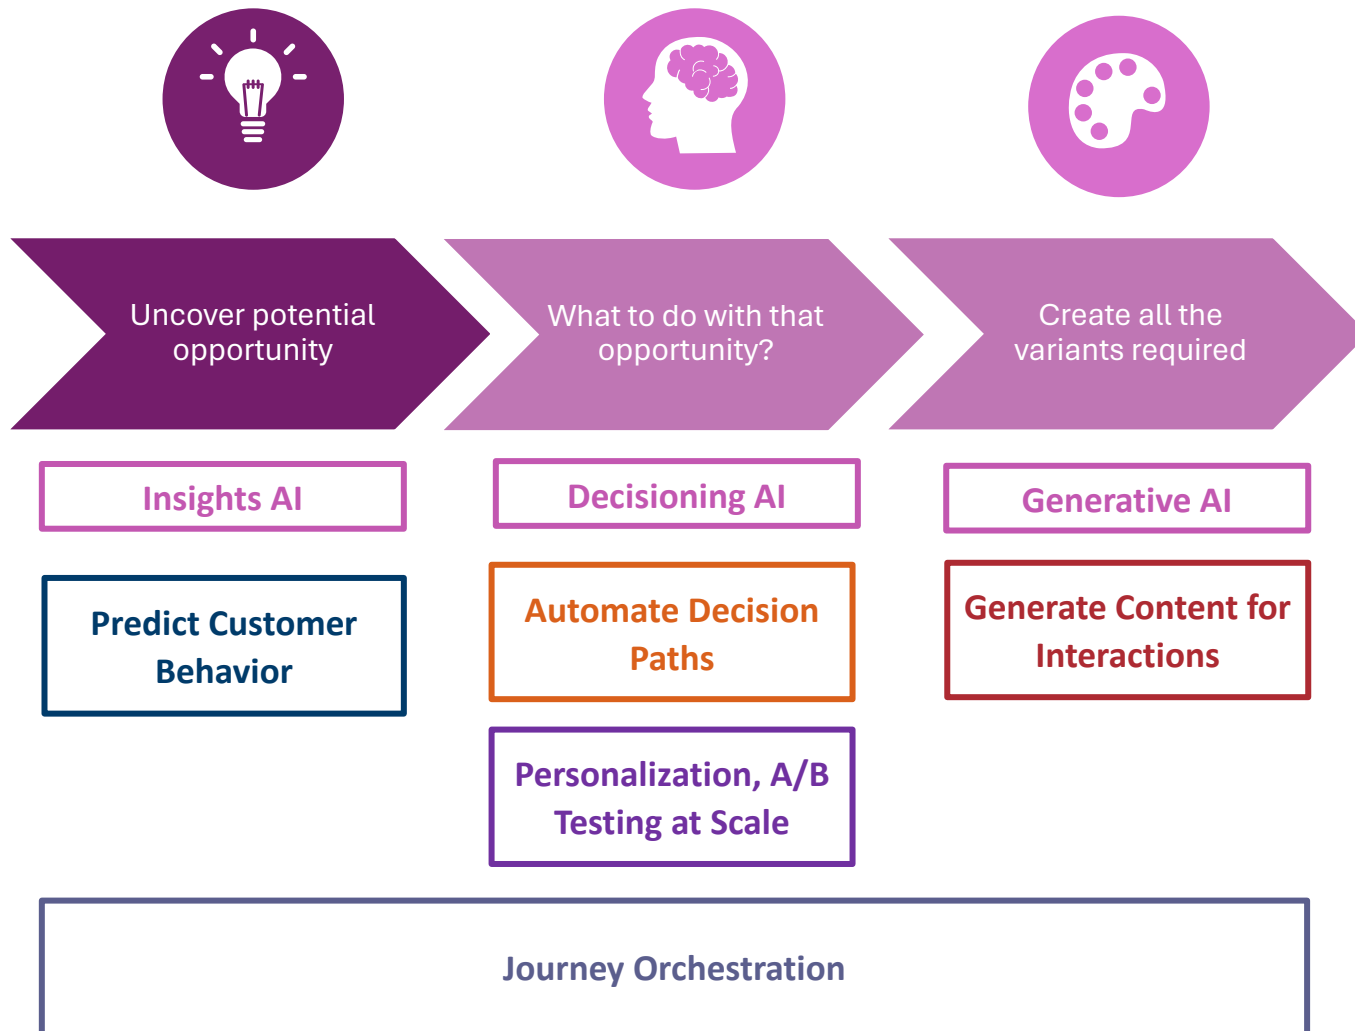 Uncover potential
opportunity
What to do with that
opportunity?
Create all the
variants required
Insights AI
Decisioning AI
Generative AI
Predict Customer
Behavior
Automate Decision
Paths
Generate Content for
Interactions
Personalization, A/B
Testing at Scale
Journey Orchestration